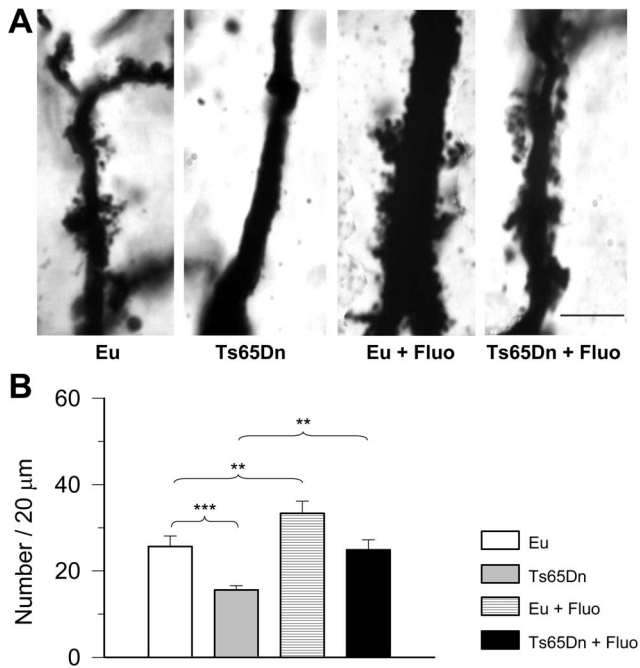 A
Eu Ts65Dn Eu + Fluo Ts65Dn + Fluo
B
Number / 20 μm
60
40
20
0
***
**
**
Eu
Ts65Dn
Eu + Fluo
Ts65Dn + Fluo